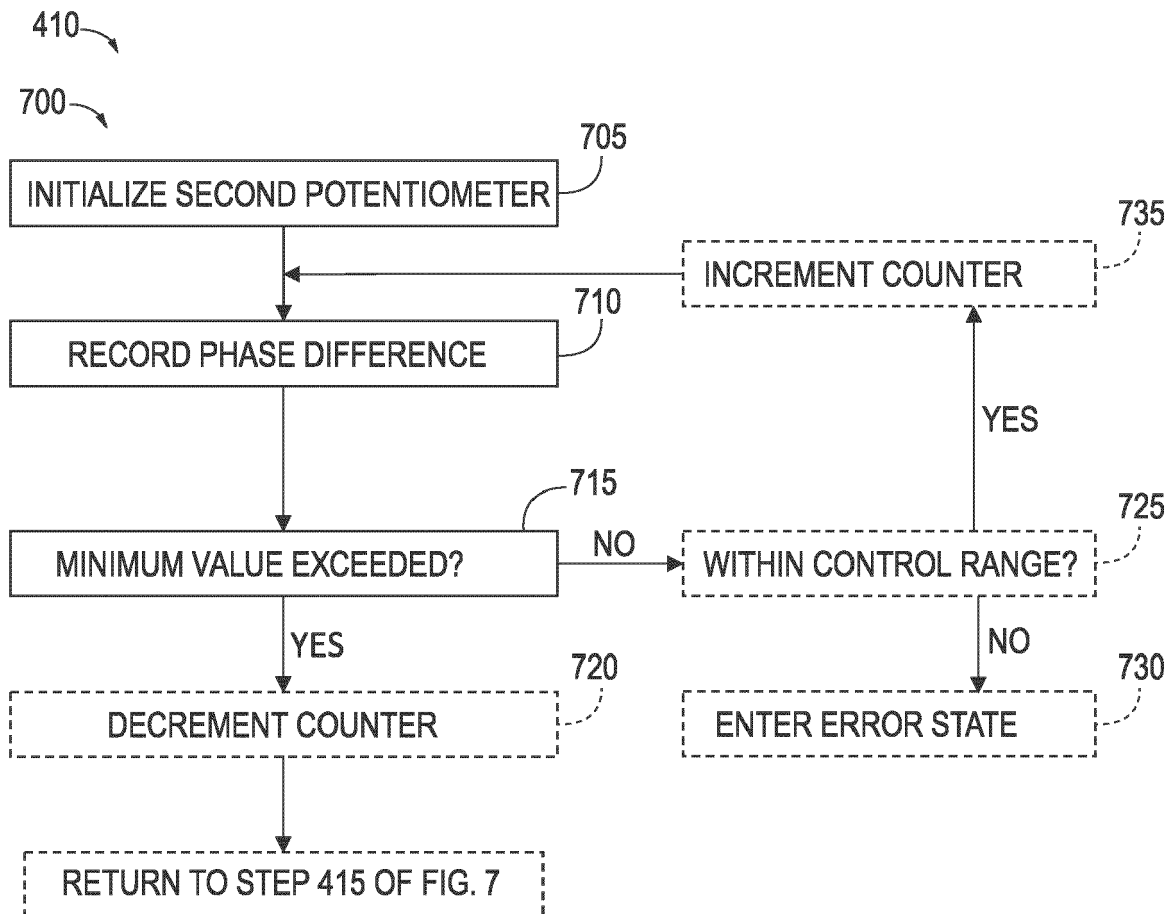 410
700
705
INITIALIZE SECOND POTENTIOMETER
735
INCREMENT COUNTER
710
RECORD PHASE DIFFERENCE
YES
715
MINIMUM VALUE EXCEEDED?
NO
725
WITHIN CONTROL RANGE?
YES
NO
720
DECREMENT COUNTER
730
ENTER ERROR STATE
RETURN TO STEP 415 OF FIG. 7